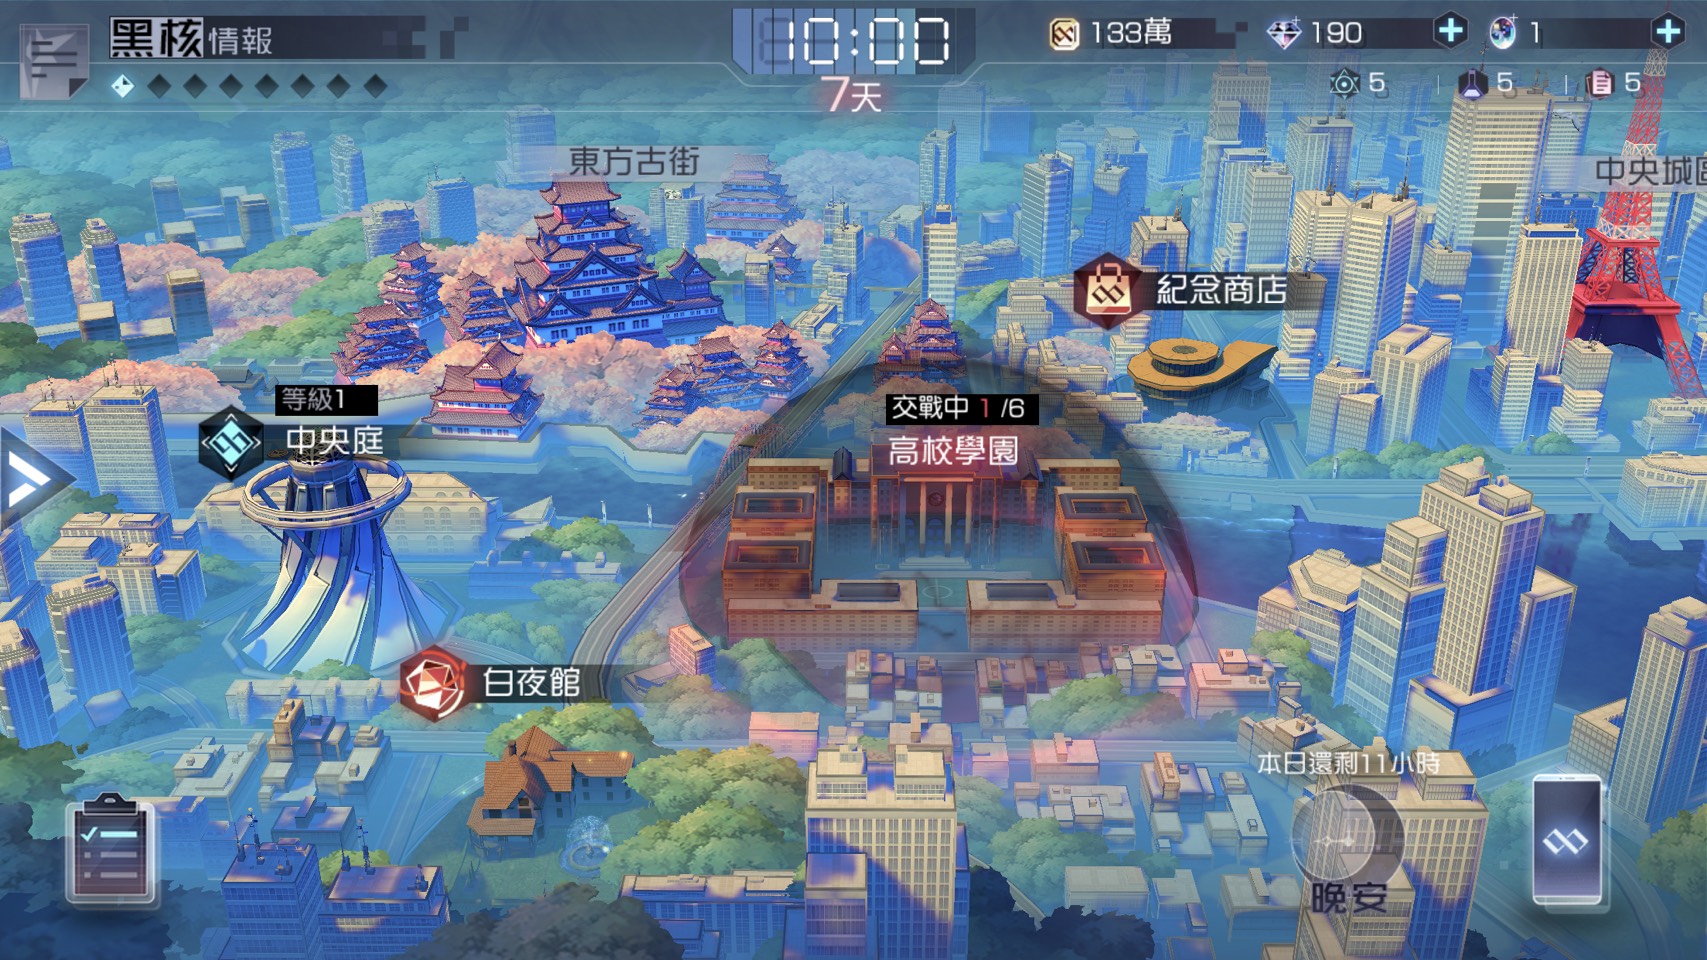 黑核情報
10:00
7天
133萬
190
1
5
5
5
東方古街
中央城
紀念商店
等級1
中央庭
交戰中 1/6
高校學園
白夜館
本日還剩11小時
晚安